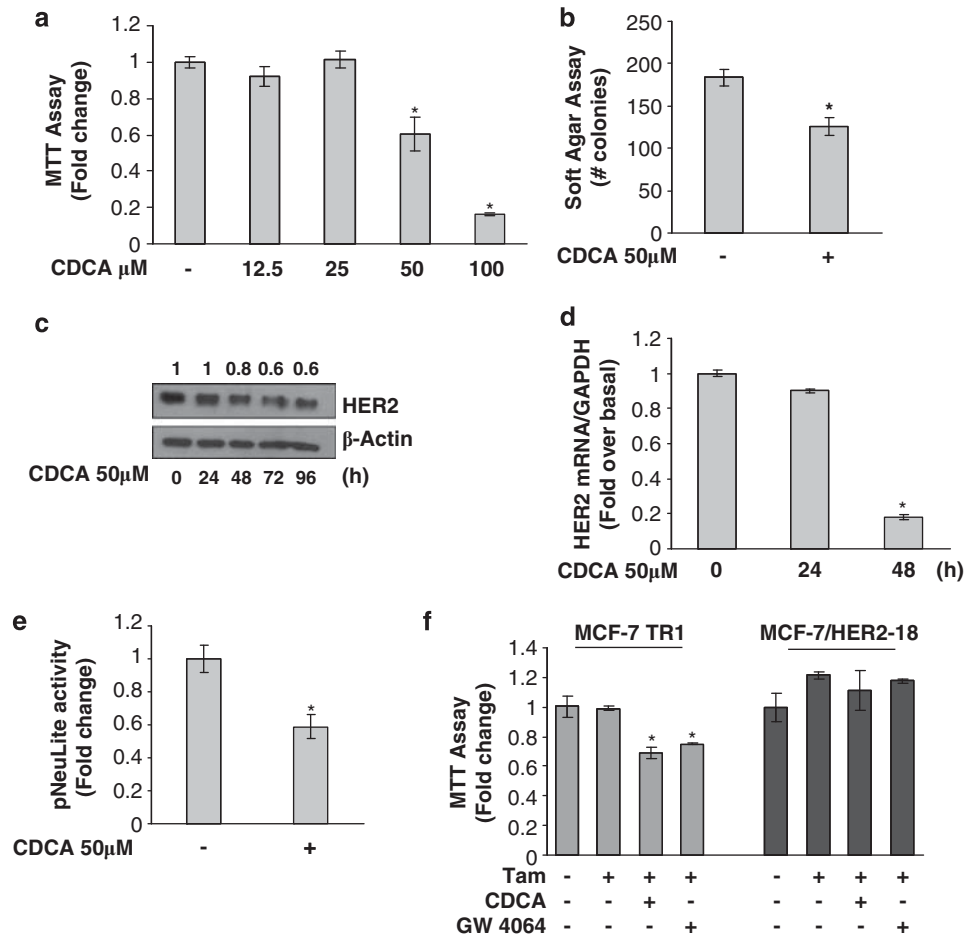 a
MTT Assay
(Fold change)
1.2
1
0.8
0.6
0.4
0.2
0
* *
CDCA μM - 12.5 25 50 100
b
Soft Agar Assay
(# colonies)
250
200
150
100
50
0
*
CDCA 50μM - +
c
1 1 0.8 0.6 0.6
HER2
β-Actin
CDCA 50μM 0 24 48 72 96 (h)
d
HER2 mRNA/GAPDH
(Fold over basal)
1.2
1
0.8
0.6
0.4
0.2
0
*
CDCA 50μM 0 24 48 (h)
e
pNeuLite activity
(Fold change)
1.2
1
0.8
0.6
0.4
0.2
0
*
CDCA 50μM - +
f
MCF-7 TR1 MCF-7/HER2-18
MTT Assay
(Fold change)
1.4
1.2
1
0.8
0.6
0.4
0.2
0
* *
Tam - + + + - + + +
CDCA - - + - - - + -
GW 4064 - - - + - - - +